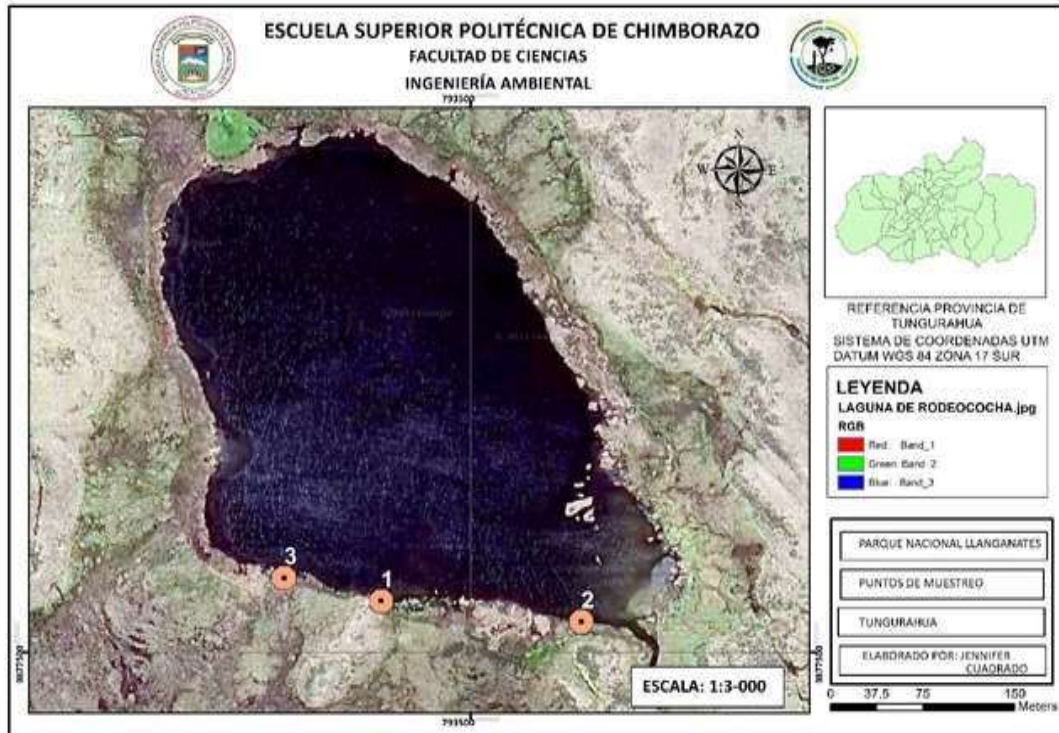 ESCUELA SUPERIOR POLITÉCNICA DE CHIMBORAZO
FACULTAD DE CIENCIAS
INGENIERÍA AMBIENTAL
793500
N
W E
3
1
2
9877500
9877500
ESCALA: 1:3-000
793500
REFERENCIA PROVINCIA DE
TUNGURAHUA
SISTEMA DE COORDENADAS UTM
DATUM WGS 84 ZONA 17 SUR
LEYENDA
LAGUNA DE RODEOCOCHA.jpg
RGB
Red: Band_1
Green: Band_2
Blue: Band_3
PARQUE NACIONAL LLANGANATES
PUNTOS DE MUESTREO
TUNGURAHUA
ELABORADO POR: JENNIFER
CUADRADO
0 37.5 75 150
Meters